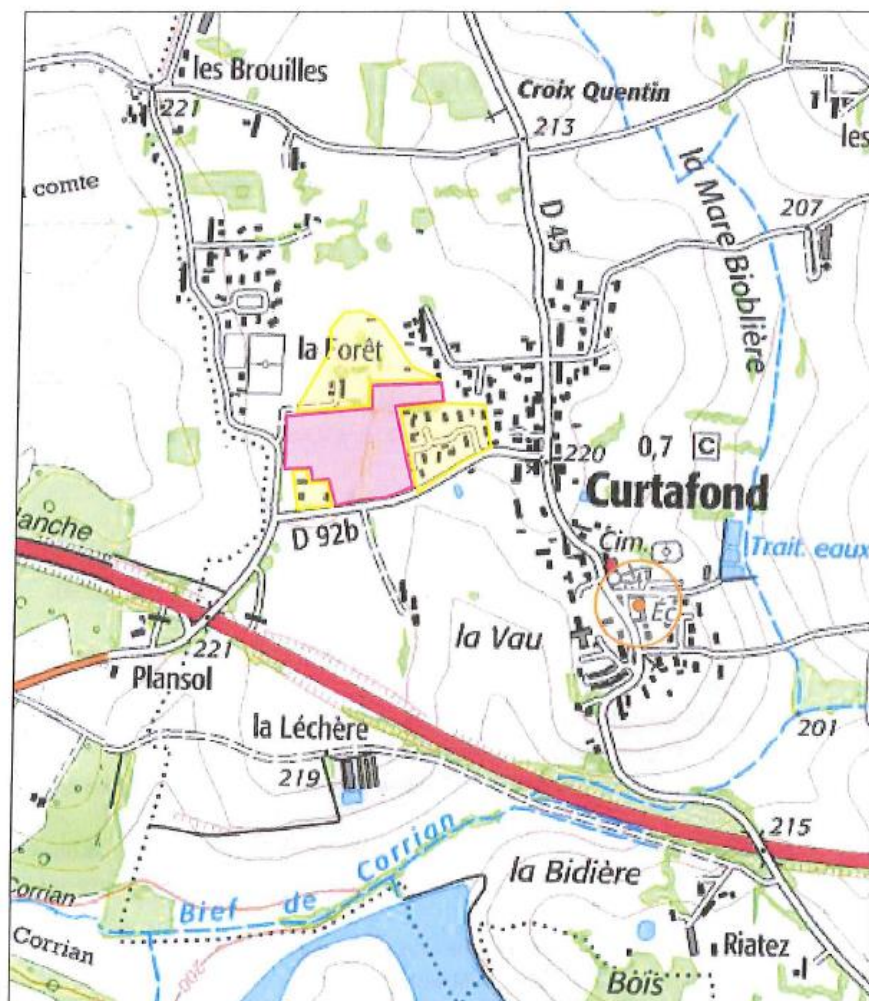 les Brouilles
221
Croix Quentin
213
les
comte
la Mare Bioblière
207
D 45
la Forêt
220
0,7
C
Curtafond
D 92b
Cim.
Trait. eaux
Éc
la Vau
221
Plansol
la Léchère
219
201
215
Bief de Corrian
la Bidière
Corrian
Corrian
Riatez
200
Bois